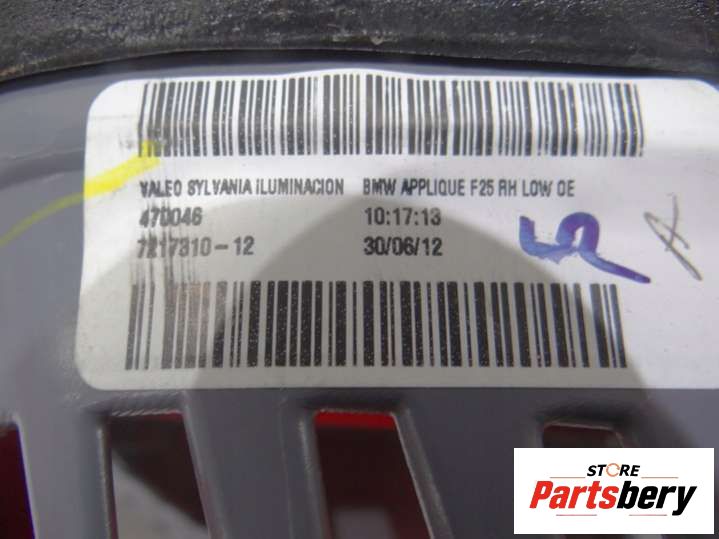 VALEO SYLVANIA ILUMINACION BMW APPLIQUE F25 RH LOW OE
470046 10:17:13
7217310-12 30/06/12
5 A
STORE
Partsbery